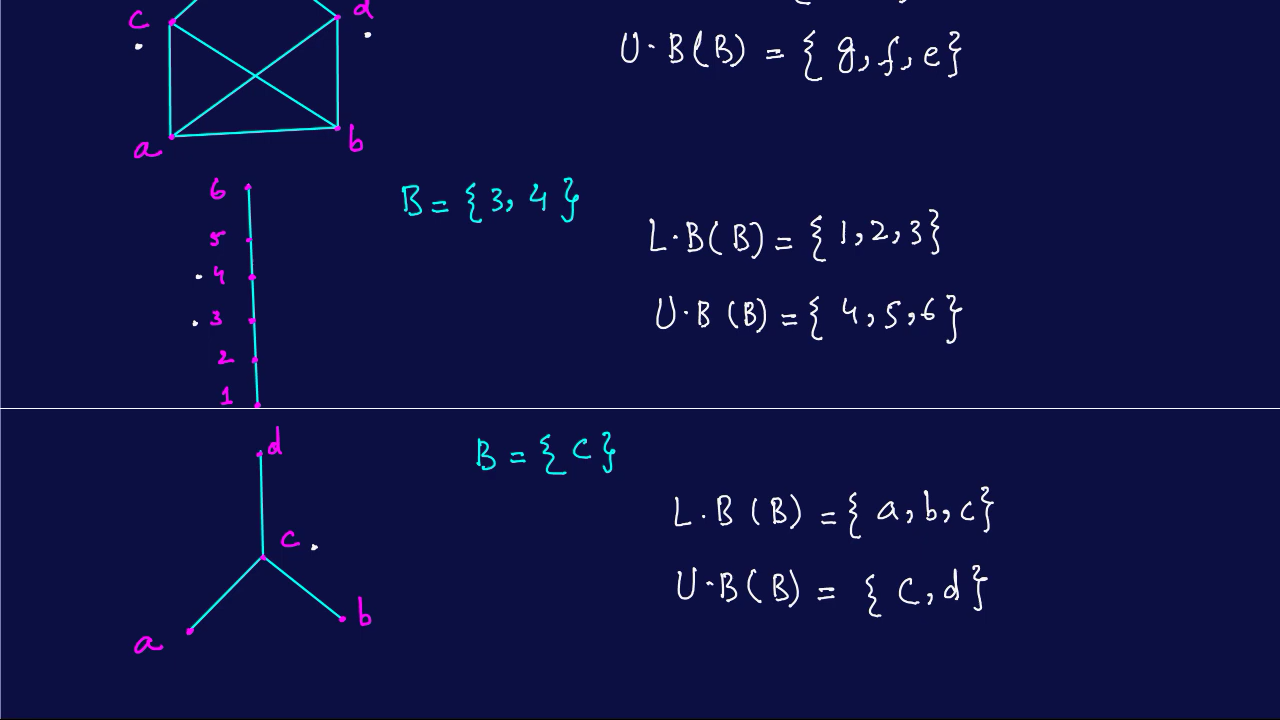 c
d
U·B(B) = { g, f, e}
a
b
6
B = { 3, 4 }
5
L·B(B) = { 1, 2, 3 }
4
3
U·B (B) = { 4, 5, 6 }
2
1
d
B = { c }
c
L·B (B) = { a, b, c }
U·B(B) = { c, d }
b
a